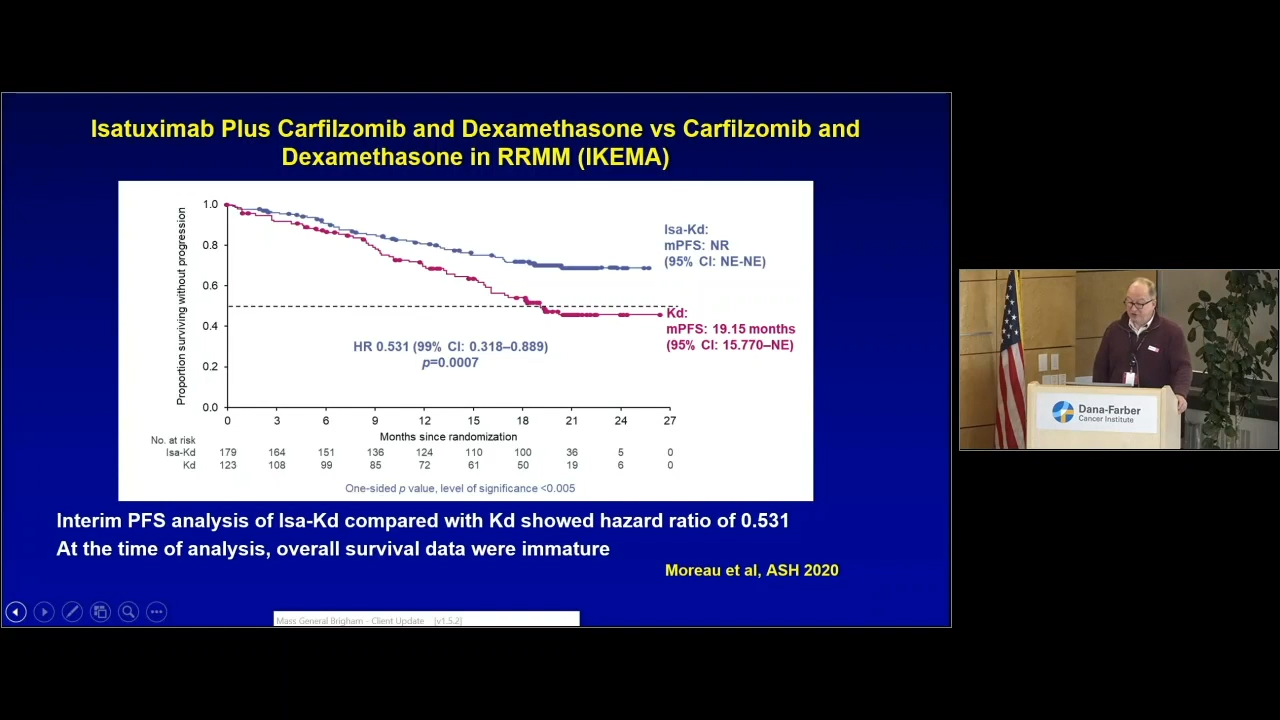 Isatuximab Plus Carfilzomib and Dexamethasone vs Carfilzomib and
Dexamethasone in RRMM (IKEMA)
Proportion surviving without progression
1.0
0.8
0.6
0.4
0.2
0.0
Isa-Kd:
mPFS: NR
(95% CI: NE-NE)
Kd:
mPFS: 19.15 months
(95% CI: 15.770–NE)
HR 0.531 (99% CI: 0.318–0.889)
p=0.0007
0 3 6 9 12 15 18 21 24 27
Months since randomization
No. at risk
Isa-Kd 179 164 151 136 124 110 100 36 5 0
Kd 123 108 99 85 72 61 50 19 6 0
One-sided p value, level of significance <0.005
Interim PFS analysis of Isa-Kd compared with Kd showed hazard ratio of 0.531
At the time of analysis, overall survival data were immature
Moreau et al, ASH 2020
Mass General Brigham - Client Update [v1.5.2]
Dana-Farber
Cancer Institute